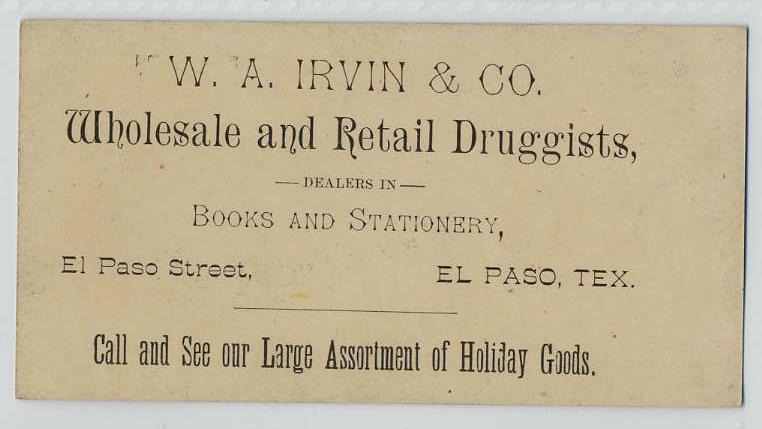 W. A. IRVIN & CO.
Wholesale and Retail Druggists,
— DEALERS IN —
BOOKS AND STATIONERY,
El Paso Street, EL PASO, TEX.
Call and See our Large Assortment of Holiday Goods.